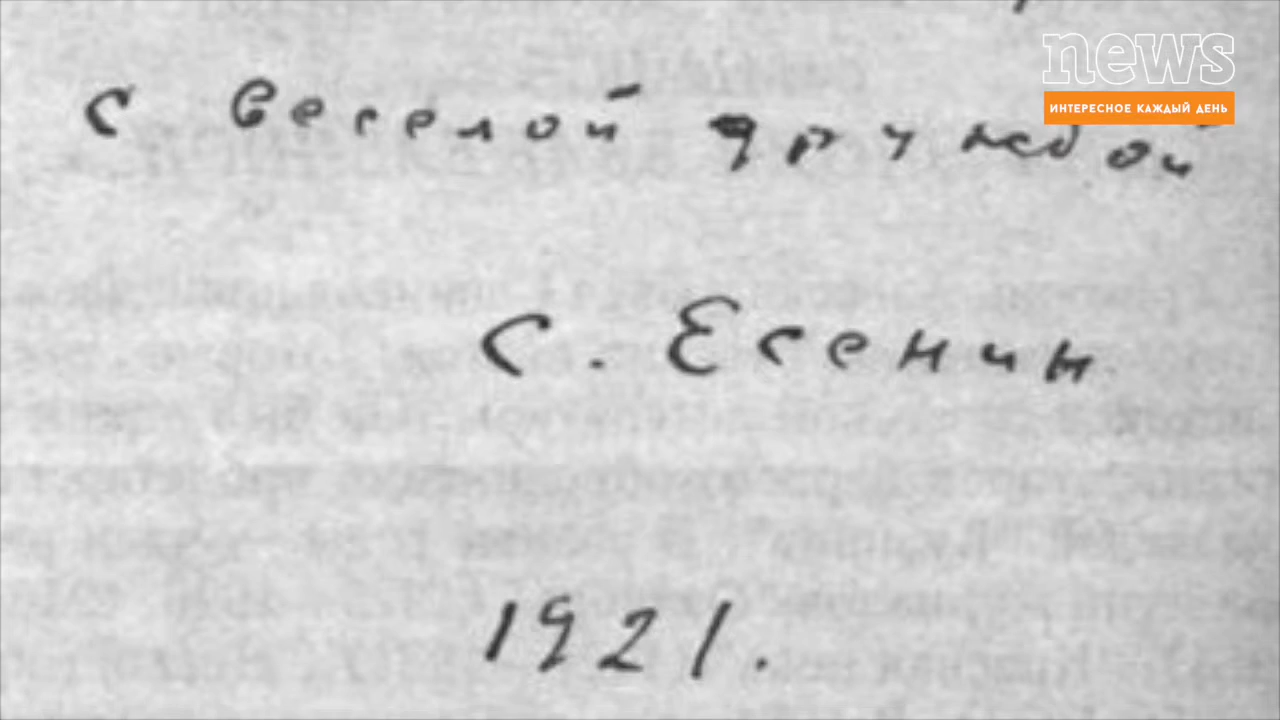 news
ИНТЕРЕСНОЕ КАЖДЫЙ ДЕНЬ
с веселой дружбой
С. Есенин
1921.